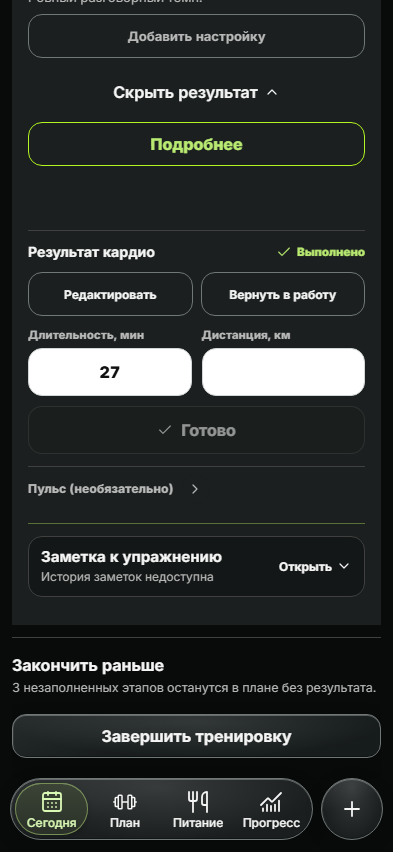 Добавить настройку
Скрыть результат
Подробнее
Результат кардио
Выполнено
Редактировать
Вернуть в работу
Длительность, мин
Дистанция, км
27
Готово
Пульс (необязательно)
Заметка к упражнению
История заметок недоступна
Открыть
Закончить раньше
3 незаполненных этапов останутся в плане без результата.
Завершить тренировку
Сегодня
План
Питание
Прогресс